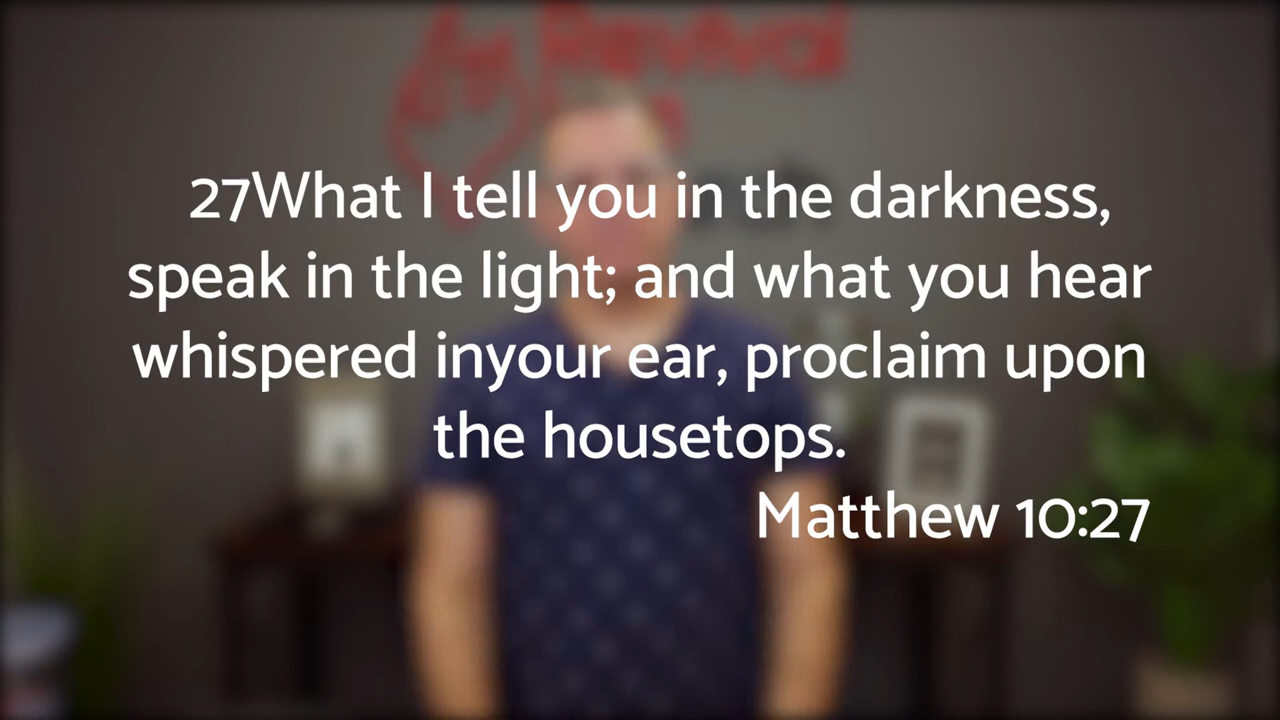 Revival
27What I tell you in the darkness,
speak in the light; and what you hear
whispered inyour ear, proclaim upon
the housetops.
Matthew 10:27